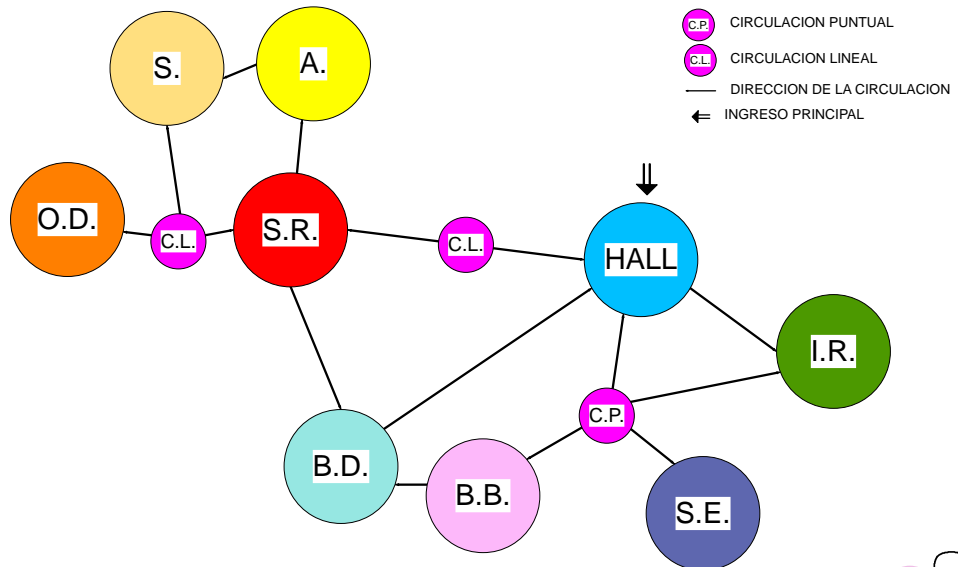 C.P. CIRCULACION PUNTUAL
C.L. CIRCULACION LINEAL
DIRECCION DE LA CIRCULACION
INGRESO PRINCIPAL
S.
A.
O.D.
C.L.
S.R.
C.L.
HALL
I.R.
C.P.
B.D.
B.B.
S.E.